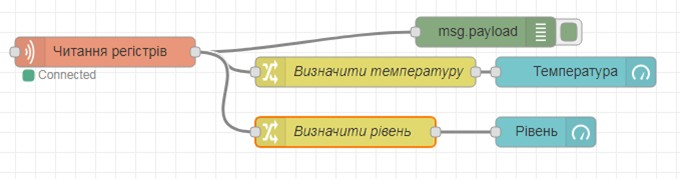 msg.payload
Читання регістрів
Connected
Визначити температуру
Температура
Визначити рівень
Рівень